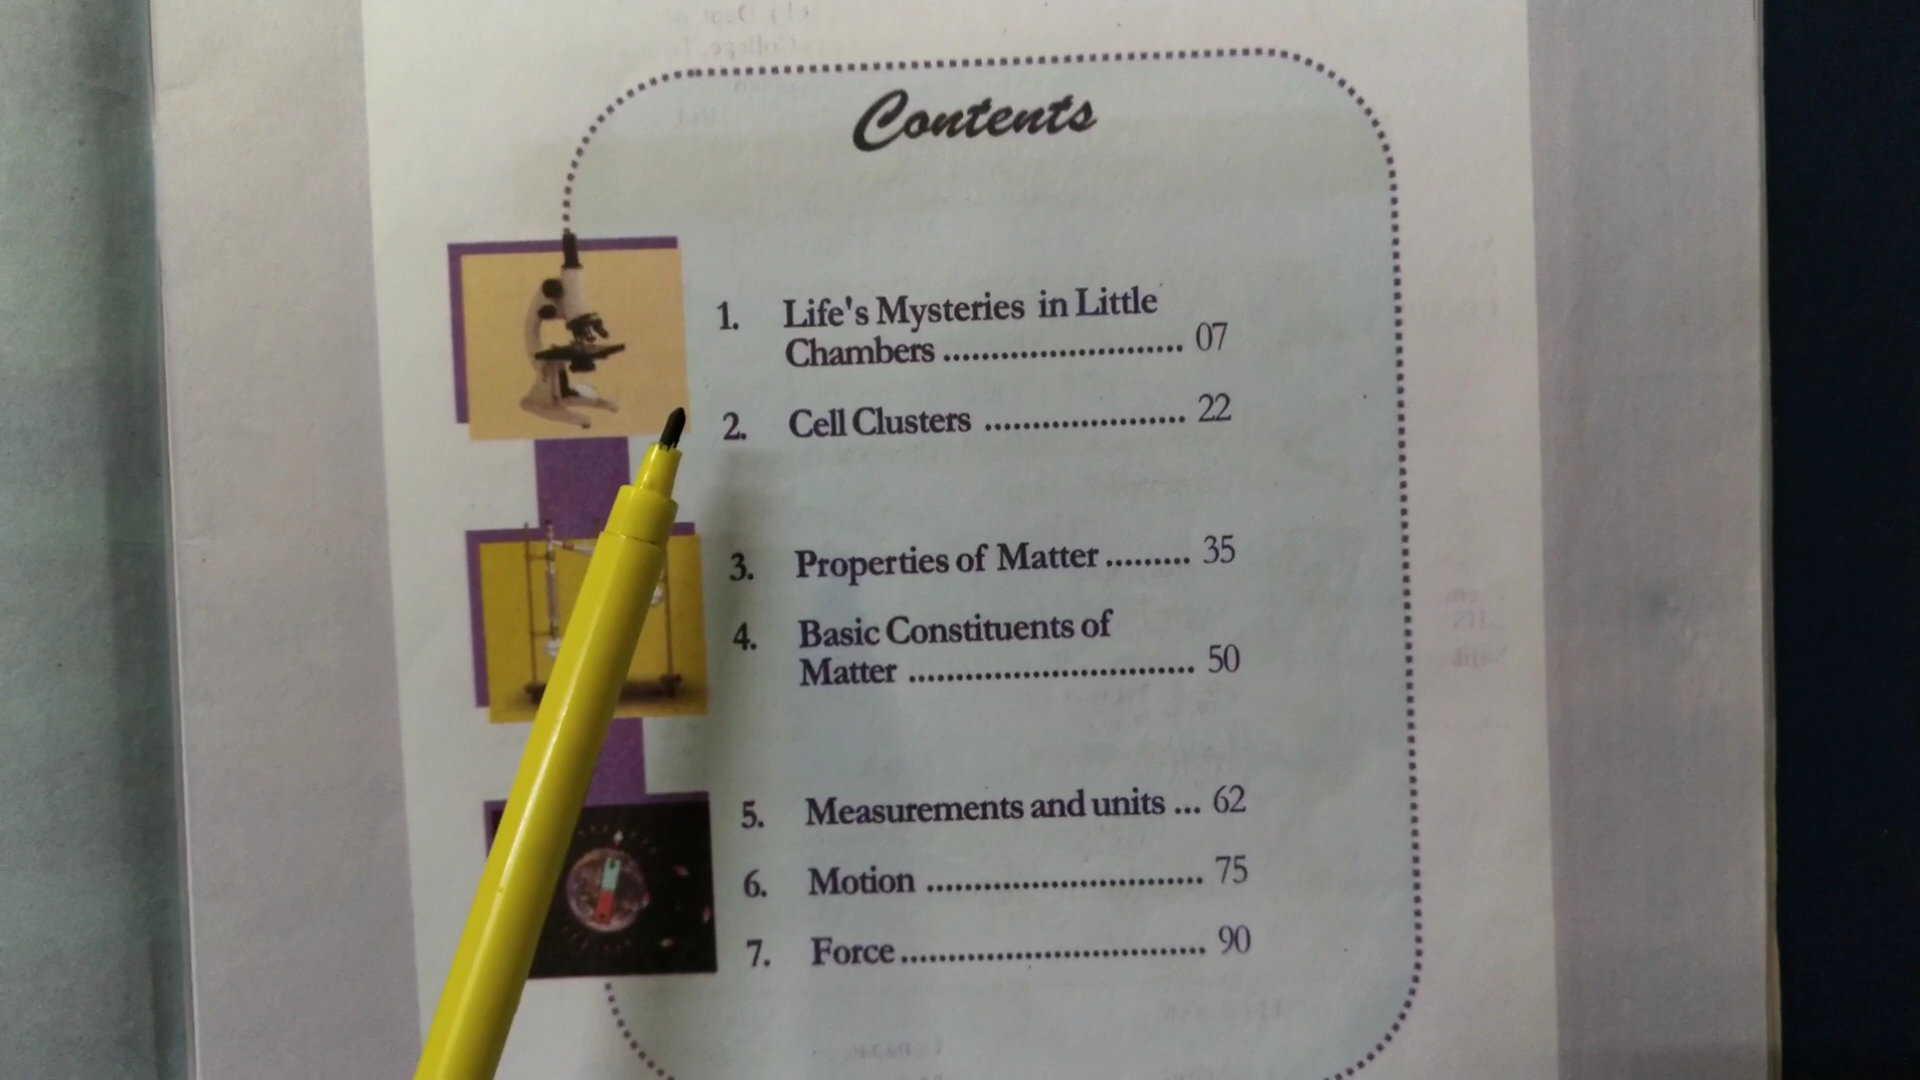 Contents
1. Life's Mysteries in Little
Chambers ......................... 07
2. Cell Clusters ..................... 22
3. Properties of Matter ......... 35
4. Basic Constituents of
Matter .............................. 50
5. Measurements and units ... 62
6. Motion ............................. 75
7. Force ................................ 90